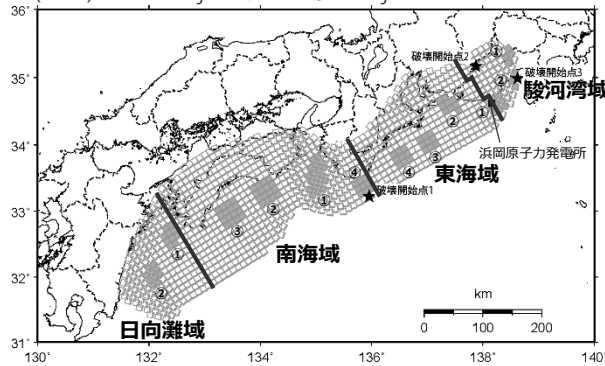 36°
35°
34°
33°
32°
31°
130°
132°
134°
136°
138°
140°
破壊開始点2
①
破壊開始点3
②
駿河湾域
①
②
浜岡原子力発電所
③
東海域
④
④
破壊開始点1
①
②
③
南海域
①
②
日向灘域
km
0 100 200